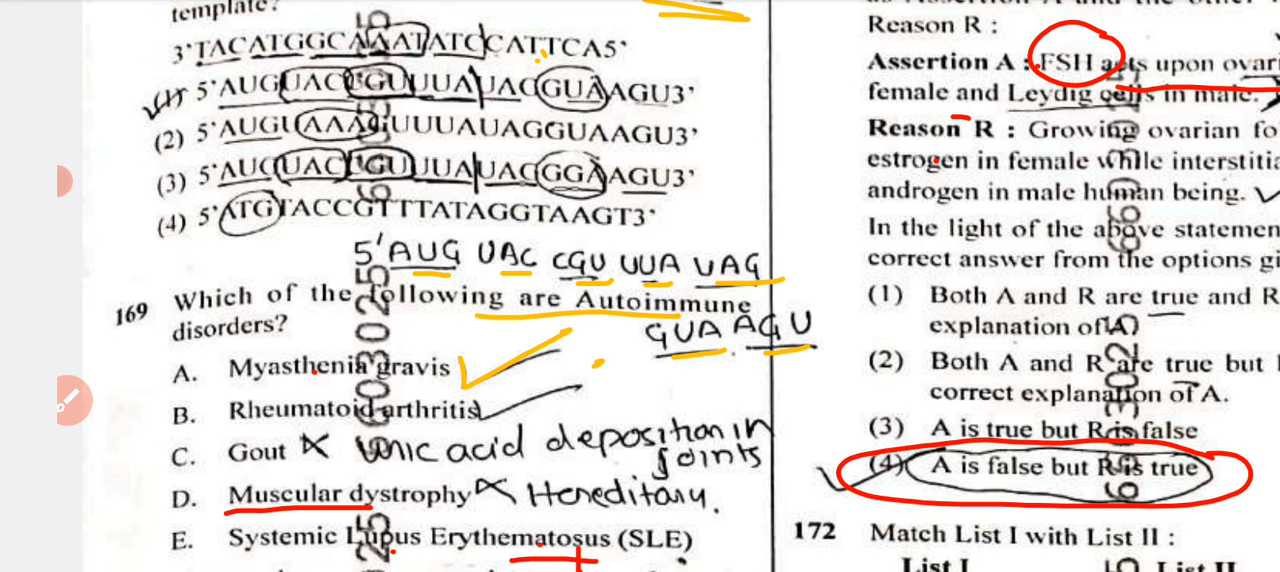 template?
3'TACATGGCAAATATCCATTCA5'
(1) 5'AUGUACCGUUUAUAGGUAAGU3'
(2) 5'AUGUAAAGUUUAUAGGUAAGU3'
(3) 5'AUGUACCGUUUAUAGGGAAGU3'
(4) 5'ATGTACCGTTTATAGGTAAGT3'
5'AUG UAC CGU UUA UAG
GUA AGU
169 Which of the following are Autoimmune
disorders?
A. Myasthenia gravis
B. Rheumatoid arthritis
C. Gout Uric acid deposition in
joints
D. Muscular dystrophy Hereditary.
E. Systemic Lupus Erythematosus (SLE)
6603025
Reason R :
Assertion A : FSH acts upon
female and Leydig cells in male.
Reason R : Growing ovarian
estrogen in female while
androgen in male human being.
In the light of the above
correct answer from the options
(1) Both A and R are true and R
explanation of A
(2) Both A and R are true but
correct explanation of A.
(3) A is true but R is false
(4) A is false but R is true
172 Match List I with List II :
List I List II